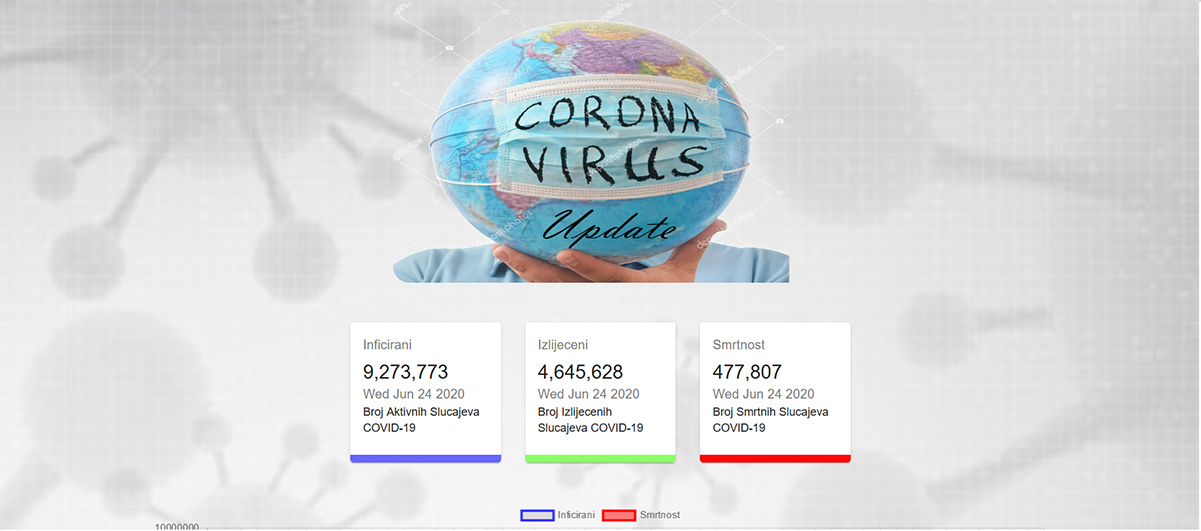 CORONA
VIRUS
Update
Inficirani
9,273,773
Wed Jun 24 2020
Broj Aktivnih Slucajeva
COVID-19
Izlijeceni
4,645,628
Wed Jun 24 2020
Broj Izlijecenih
Slucajeva COVID-19
Smrtnost
477,807
Wed Jun 24 2020
Broj Smrtnih Slucajeva
COVID-19
Inficirani
Smrtnost
10000000